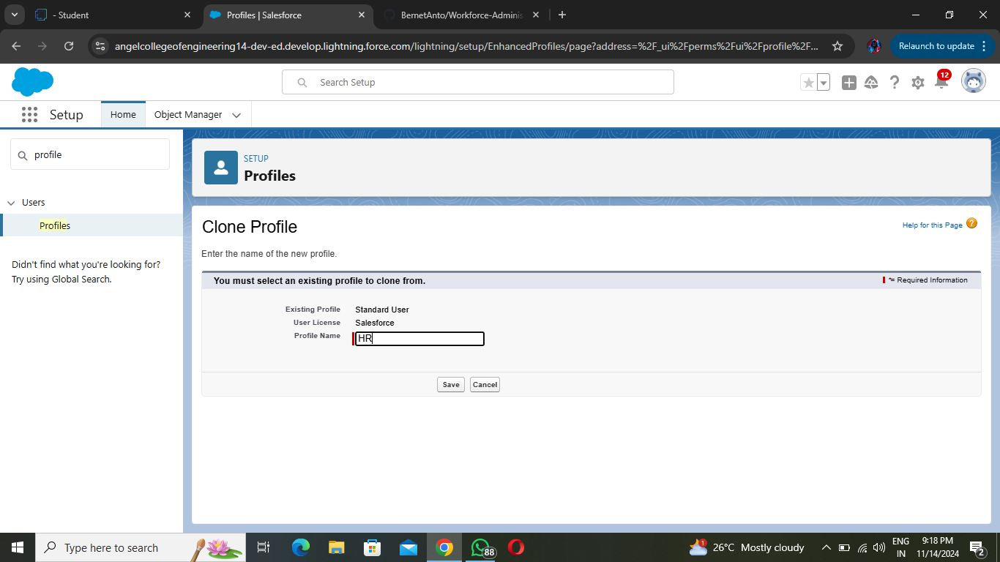 - Student
Profiles | Salesforce
BernetAnto/Workforce-Adminis
angelcollegeofengineering14-dev-ed.develop.lightning.force.com/lightning/setup/EnhancedProfiles/page?address=%2F_ui%2Fperms%2Fui%2Fprofile%2F...
Relaunch to update
Search Setup
12
Setup
Home
Object Manager
profile
Users
Profiles
Didn't find what you're looking for?
Try using Global Search.
SETUP
Profiles
Clone Profile
Help for this Page
Enter the name of the new profile.
You must select an existing profile to clone from.
= Required Information
Existing Profile Standard User
User License Salesforce
Profile Name HR
Save Cancel
Type here to search
88
26°C Mostly cloudy
ENG
IN
9:18 PM
11/14/2024
2